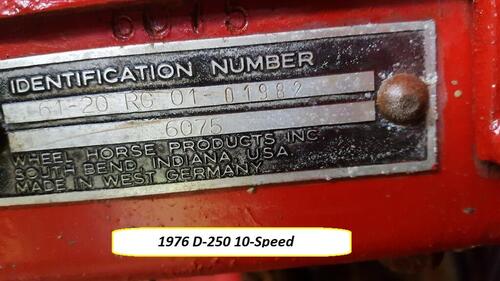 6075
IDENTIFICATION NUMBER
61-20 RG 01-01982
6075
WHEEL HORSE PRODUCTS INC.
SOUTH BEND, INDIANA, USA.
MADE IN WEST GERMANY
1976 D-250 10-Speed